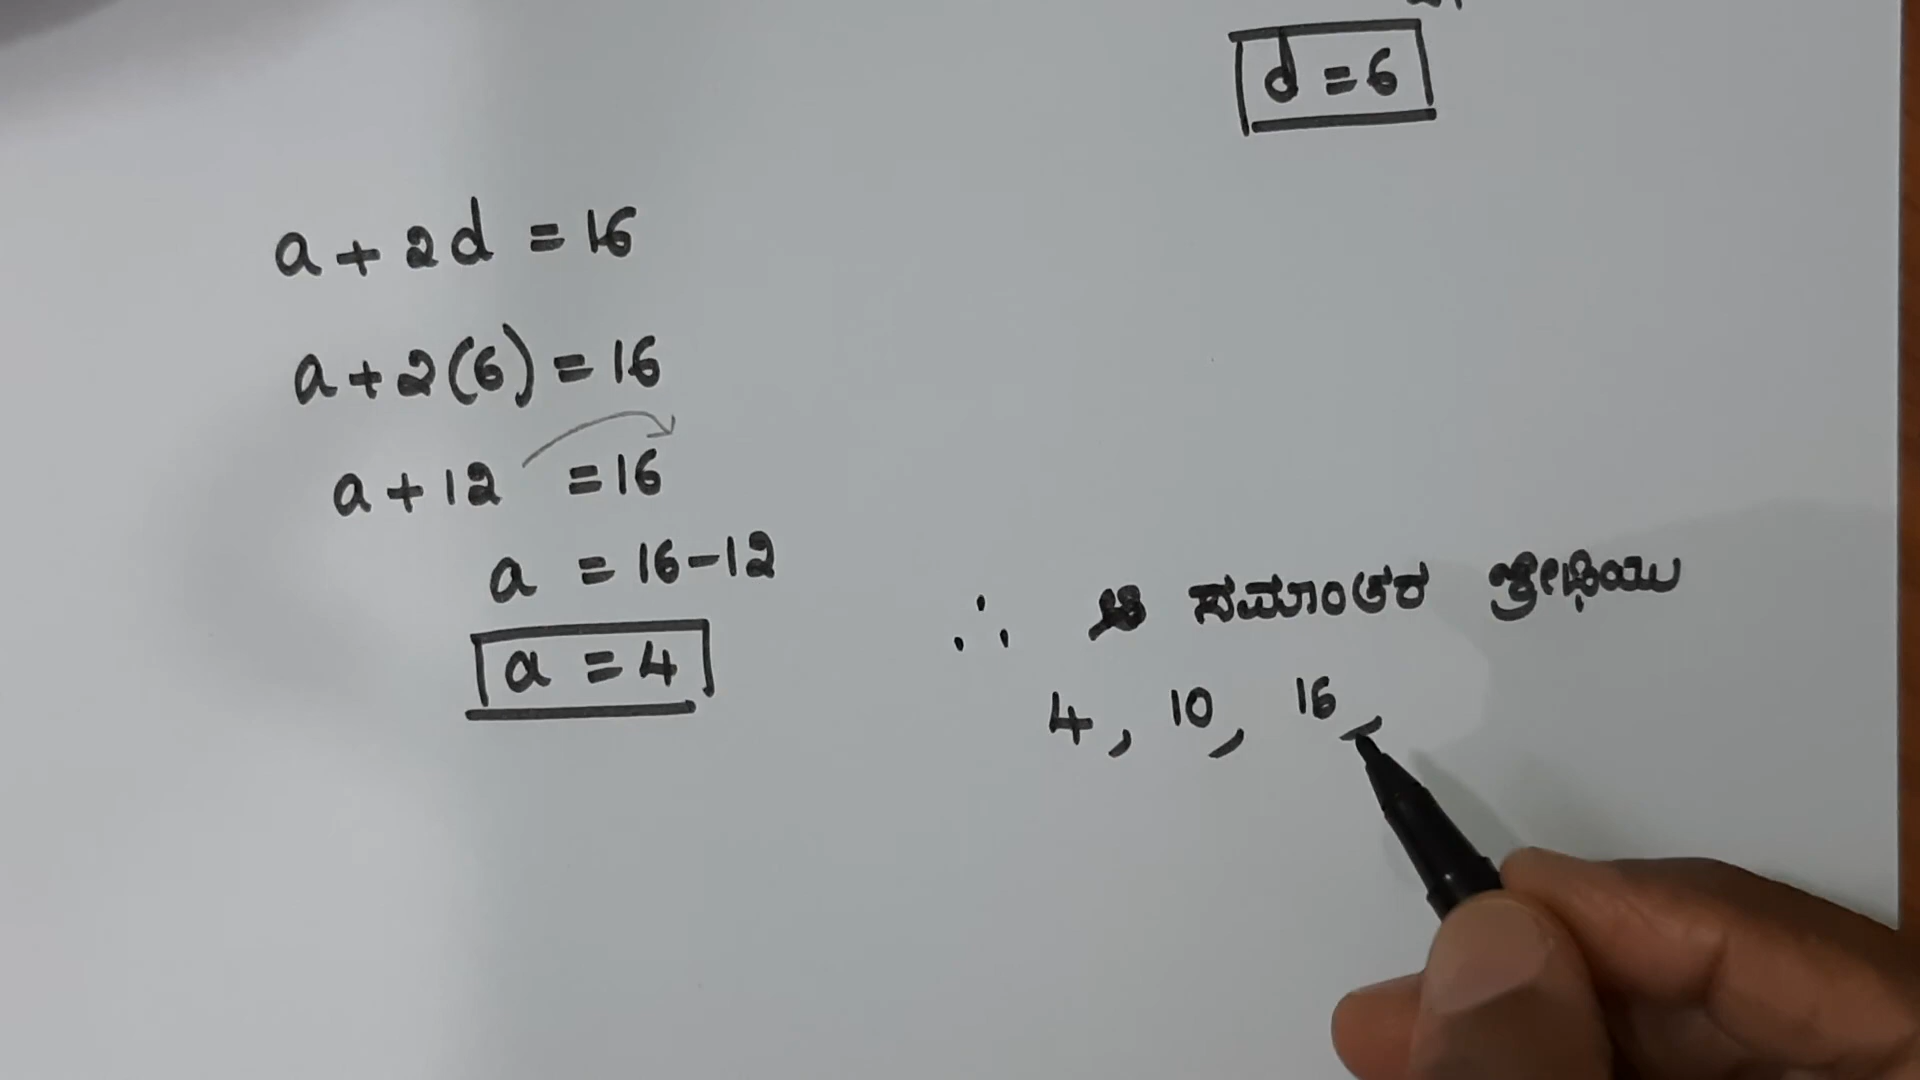 d = 6
a + 2d = 16
a + 2(6) = 16
a + 12 = 16
a = 16 - 12
a = 4
∴ ಆ ಸಮಾಂತರ ಶ್ರೇಢಿಯು
4, 10, 16,